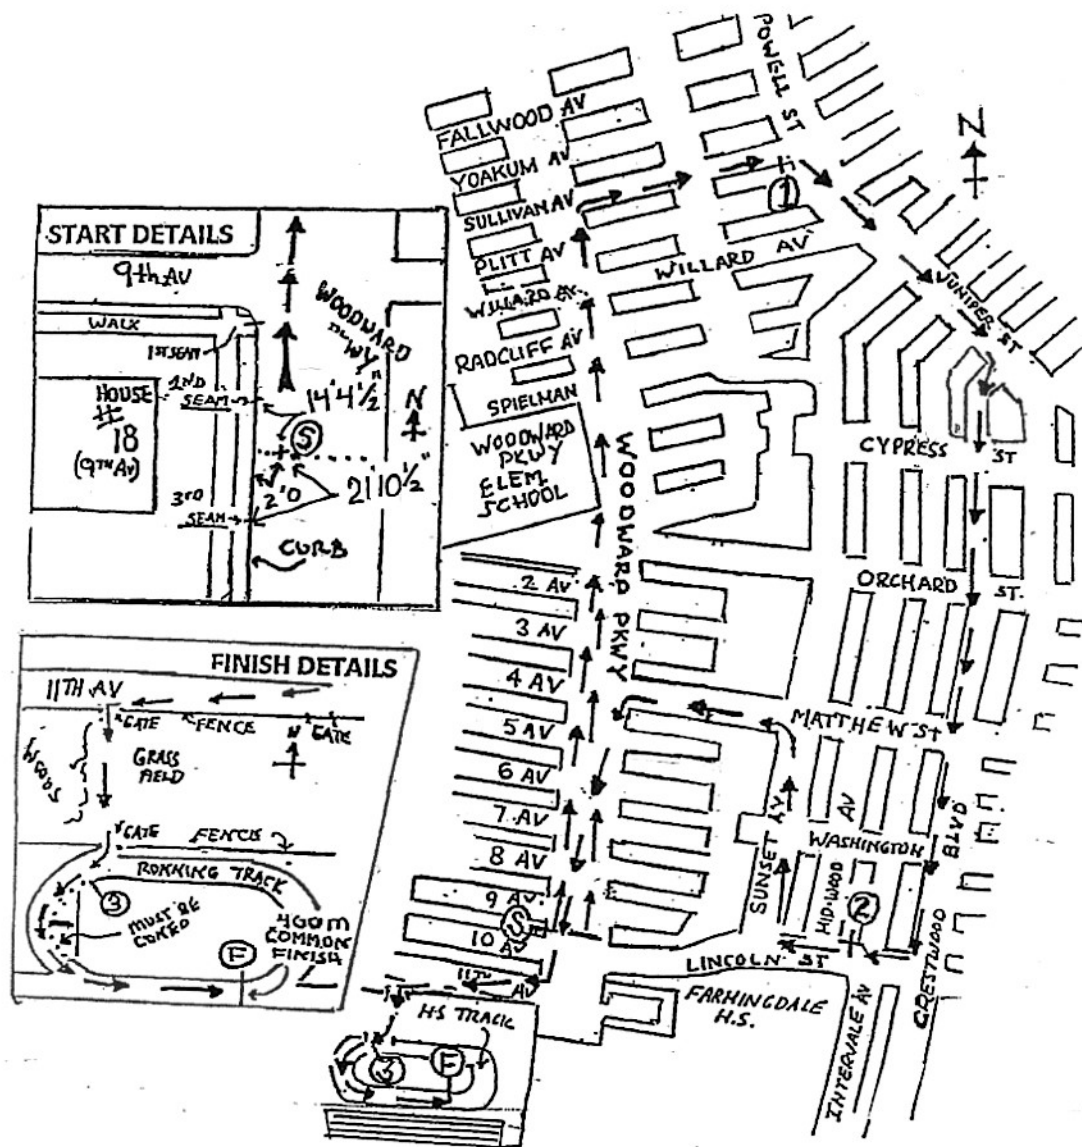 START DETAILS
9th AV
WALK
1ST SEAM
2ND
SEAM
HOUSE
#
18
(9TH AV)
3RD
SEAM
WOODWARD
PKWY
14'4½"
N
S
2'0
21'10½"
CURB
FINISH DETAILS
11TH AV
GATE
FENCE
GATE
N
WOODS
GRASS
FIELD
GATE
FENCE
RUNNING TRACK
3
MUST BE
CONED
F
400M
COMMON
FINISH
FALLWOOD AV
YOAKUM AV
SULLIVAN AV
PLITT AV
WILLARD AV
RADCLIFF AV
SPIELMAN
WOODWARD
PKWY
ELEM
SCHOOL
POWELL ST
N
1
WILLARD AV
JUNIPER ST
CYPRESS ST
ORCHARD ST.
WOODWARD PKWY
2 AV
3 AV
4 AV
5 AV
6 AV
7 AV
8 AV
9 AV
S
10 AV
11TH
AV
MATTHEW ST
WASHINGTON
AV
SUNSET
2
BLVD
CRESTWOOD
LINCOLN ST
INTERVALE AV
FARMINGDALE
H.S.
HS TRACK
3
F